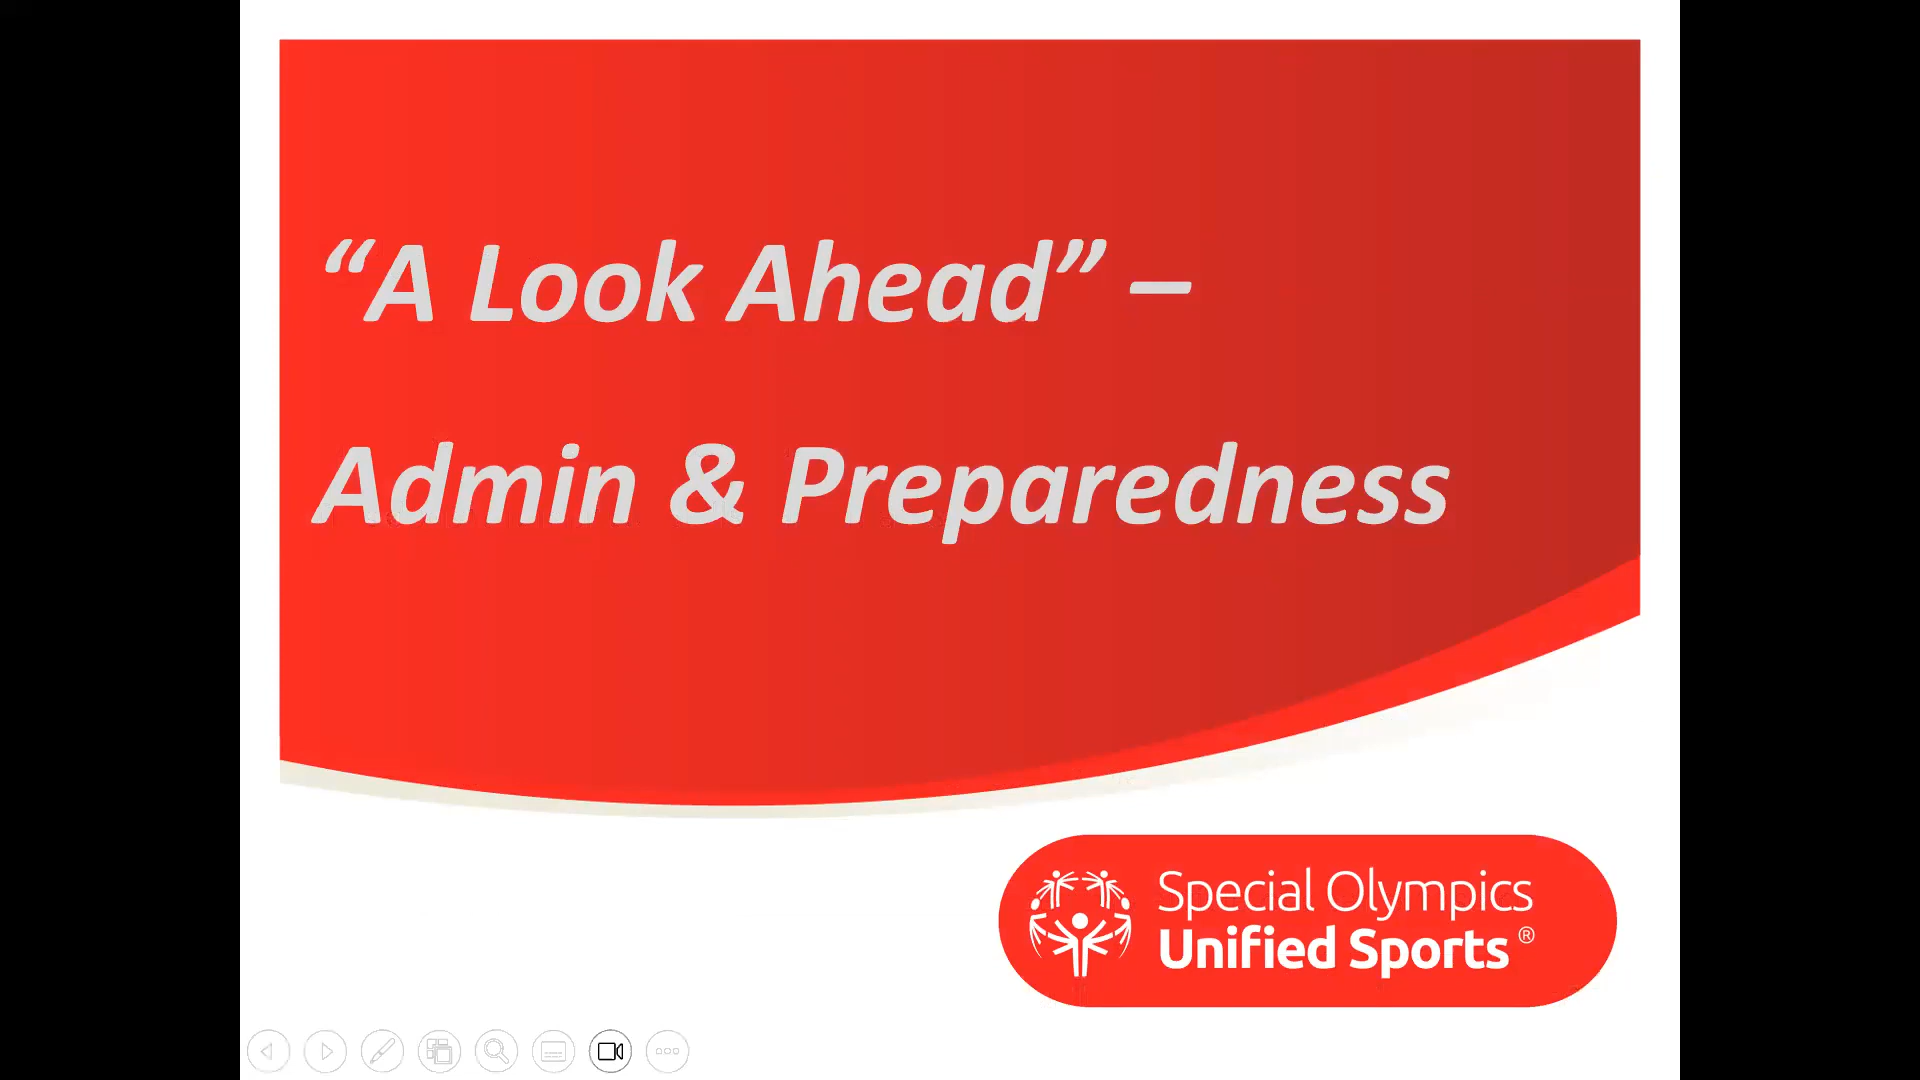 “A Look Ahead” –
Admin & Preparedness
Special Olympics
Unified Sports ®